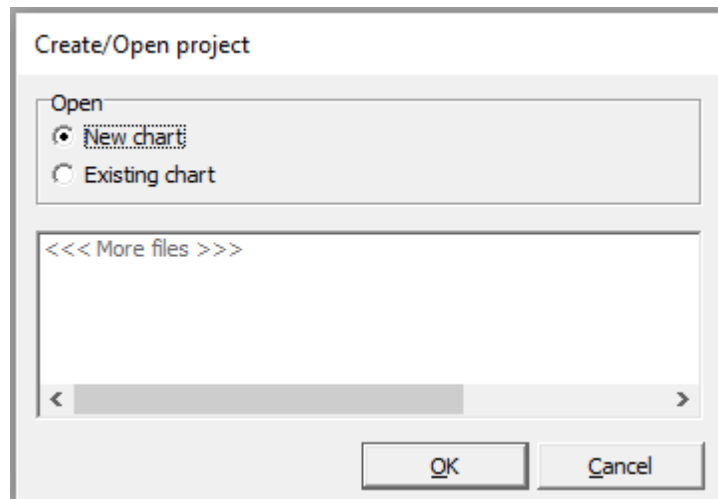 Create/Open project
Open
New chart
Existing chart
<<< More files >>>
OK
Cancel